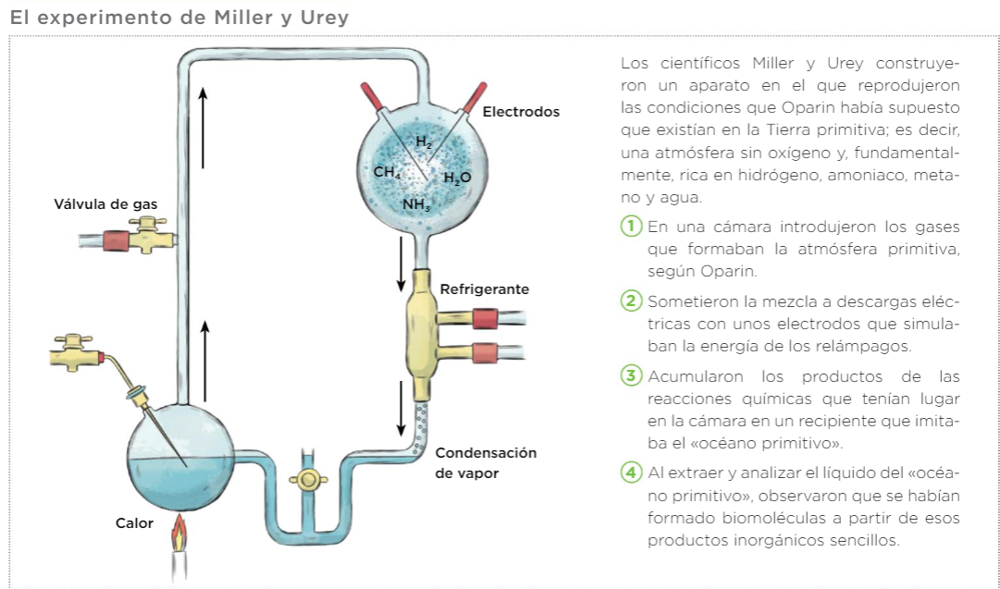 El experimento de Miller y Urey
Electrodos
H₂
CH₄
H₂O
NH₃
Válvula de gas
Refrigerante
Condensación
de vapor
Calor
Los científicos Miller y Urey construye-
ron un aparato en el que reprodujeron
las condiciones que Oparin había supuesto
que existían en la Tierra primitiva; es decir,
una atmósfera sin oxígeno y, fundamental-
mente, rica en hidrógeno, amoniaco, meta-
no y agua.
1 En una cámara introdujeron los gases
que formaban la atmósfera primitiva,
según Oparin.
2 Sometieron la mezcla a descargas eléc-
tricas con unos electrodos que simula-
ban la energía de los relámpagos.
3 Acumularon los productos de las
reacciones químicas que tenían lugar
en la cámara en un recipiente que imita-
ba el «océano primitivo».
4 Al extraer y analizar el líquido del «océa-
no primitivo», observaron que se habían
formado biomoléculas a partir de esos
productos inorgánicos sencillos.